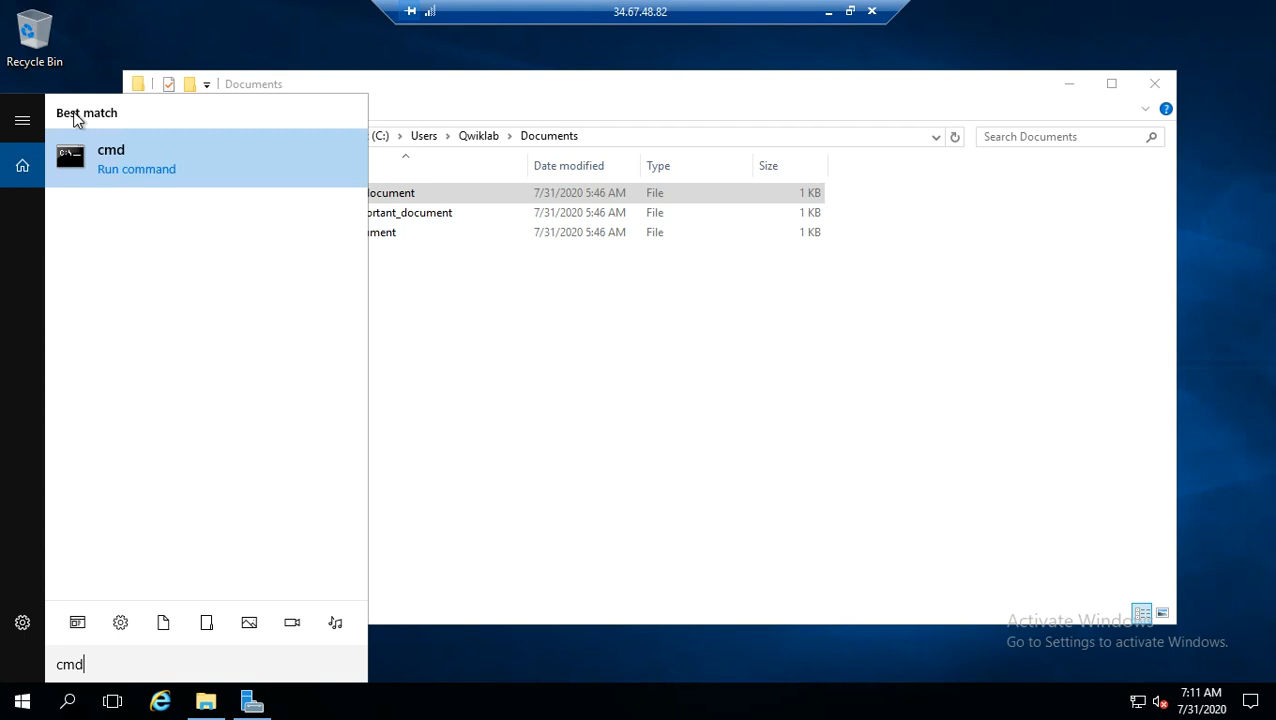 34.67.48.82
Recycle Bin
Documents
Best match
cmd
Run command
(C:) > Users > Qwiklab > Documents
Search Documents
Date modified Type Size
ocument 7/31/2020 5:46 AM File 1 KB
ortant_document 7/31/2020 5:46 AM File 1 KB
ment 7/31/2020 5:46 AM File 1 KB
Activate Windows
Go to Settings to activate Windows.
cmd
7:11 AM
7/31/2020